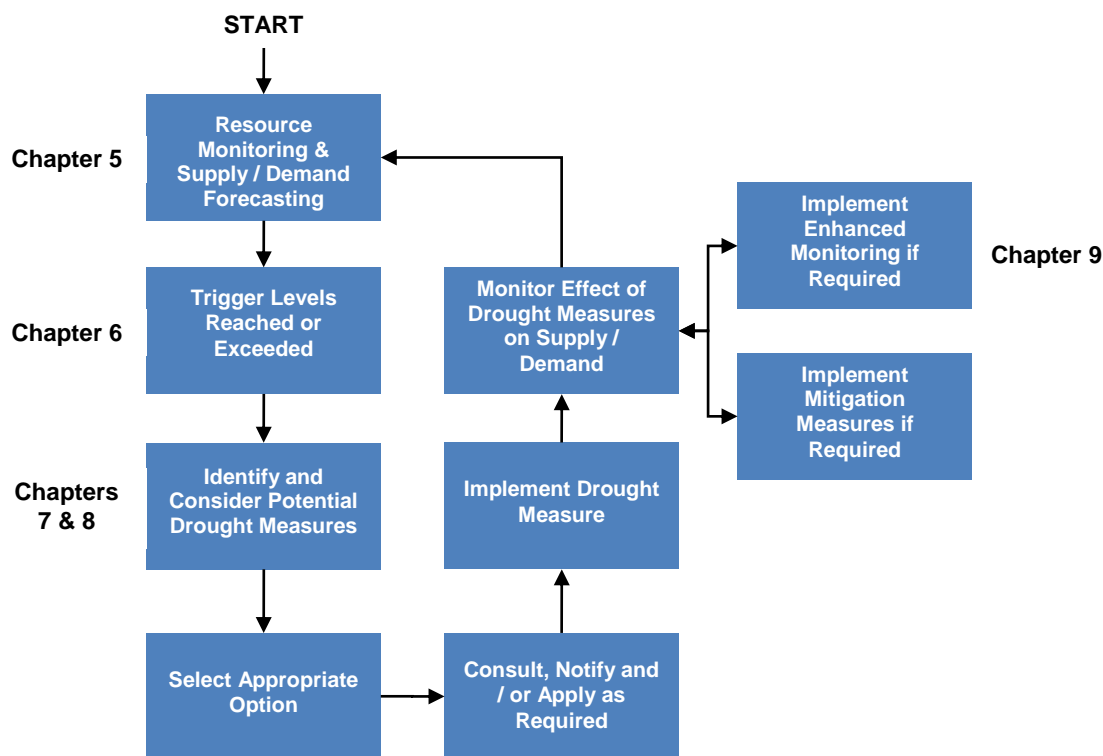 START
Chapter 5
Resource
Monitoring &
Supply / Demand
Forecasting
Chapter 6
Trigger Levels
Reached or
Exceeded
Chapters
7 & 8
Identify and
Consider Potential
Drought Measures
Select Appropriate
Option
Consult, Notify and
/ or Apply as
Required
Implement Drought
Measure
Monitor Effect of
Drought Measures
on Supply /
Demand
Implement
Enhanced
Monitoring if
Required
Chapter 9
Implement
Mitigation
Measures if
Required